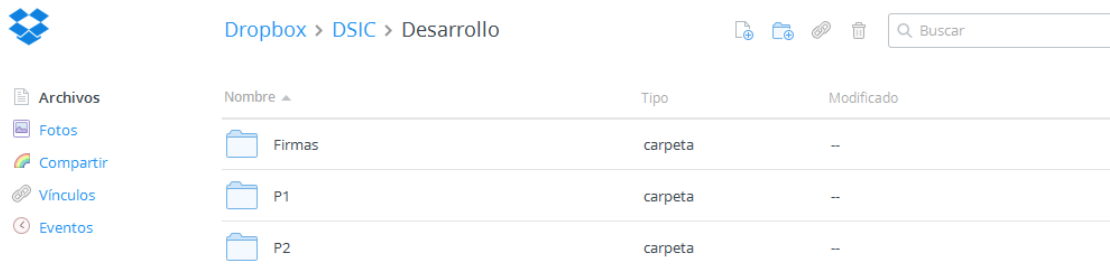 Dropbox > DSIC > Desarrollo
Buscar
Archivos
Fotos
Compartir
Vínculos
Eventos
Nombre Tipo Modificado
Firmas carpeta --
P1 carpeta --
P2 carpeta --